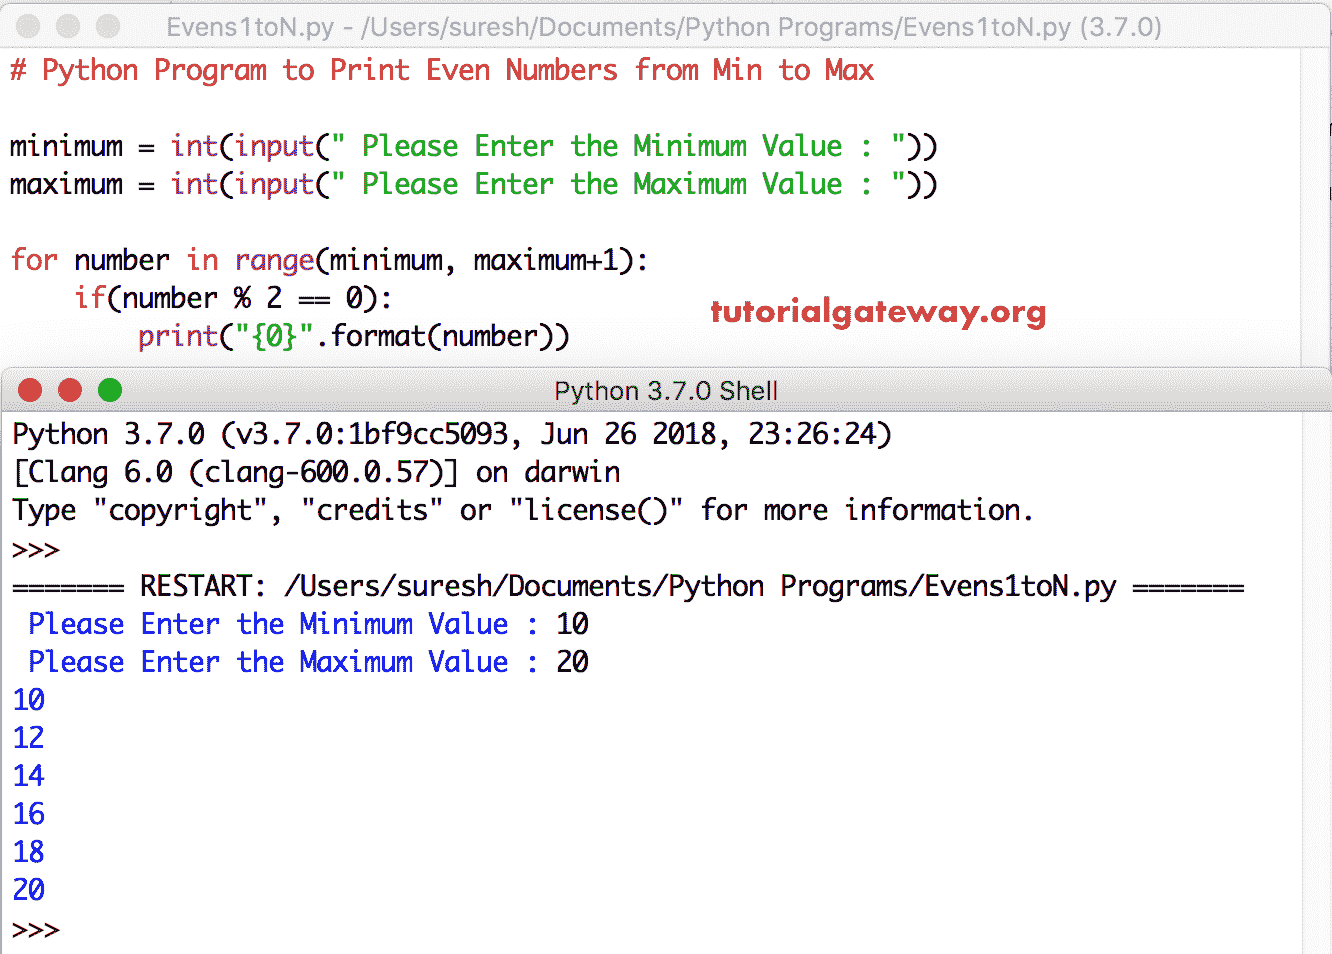 Evens1toN.py - /Users/suresh/Documents/Python Programs/Evens1toN.py (3.7.0)
# Python Program to Print Even Numbers from Min to Max
minimum = int(input(" Please Enter the Minimum Value : "))
maximum = int(input(" Please Enter the Maximum Value : "))
for number in range(minimum, maximum+1):
    if(number % 2 == 0):
        print("{0}".format(number))
tutorialgateway.org
Python 3.7.0 Shell
Python 3.7.0 (v3.7.0:1bf9cc5093, Jun 26 2018, 23:26:24)
[Clang 6.0 (clang-600.0.57)] on darwin
Type "copyright", "credits" or "license()" for more information.
>>>
======= RESTART: /Users/suresh/Documents/Python Programs/Evens1toN.py =======
 Please Enter the Minimum Value : 10
 Please Enter the Maximum Value : 20
10
12
14
16
18
20
>>>